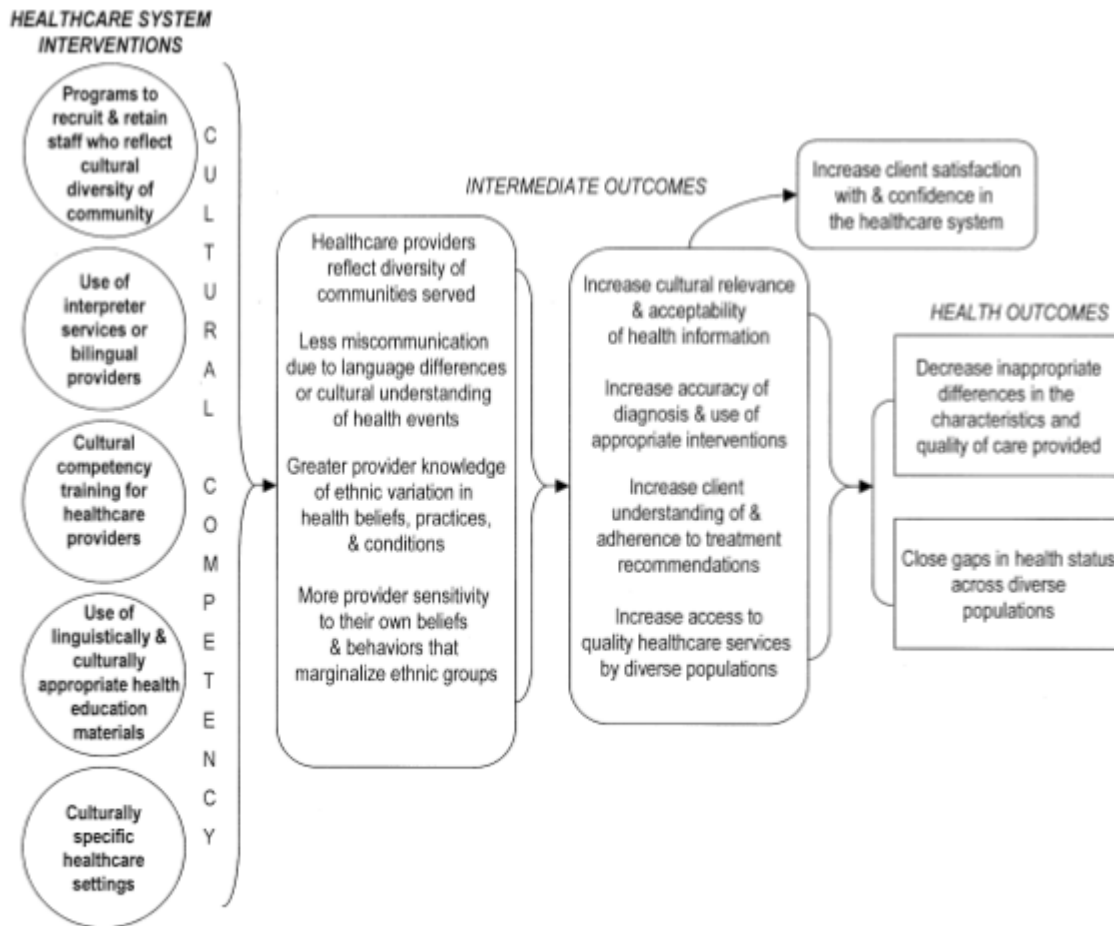 HEALTHCARE SYSTEM
INTERVENTIONS
Programs to
recruit & retain
staff who reflect
cultural
diversity of
community
Use of
interpreter
services or
bilingual
providers
Cultural
competency
training for
healthcare
providers
Use of
linguistically &
culturally
appropriate health
education
materials
Culturally
specific
healthcare
settings
CULTURAL COMPETENCY
INTERMEDIATE OUTCOMES
Healthcare providers
reflect diversity of
communities served
Less miscommunication
due to language differences
or cultural understanding
of health events
Greater provider knowledge
of ethnic variation in
health beliefs, practices,
& conditions
More provider sensitivity
to their own beliefs
& behaviors that
marginalize ethnic groups
Increase cultural relevance
& acceptability
of health information
Increase accuracy of
diagnosis & use of
appropriate interventions
Increase client
understanding of &
adherence to treatment
recommendations
Increase access to
quality healthcare services
by diverse populations
Increase client satisfaction
with & confidence in
the healthcare system
HEALTH OUTCOMES
Decrease inappropriate
differences in the
characteristics and
quality of care provided
Close gaps in health status
across diverse
populations